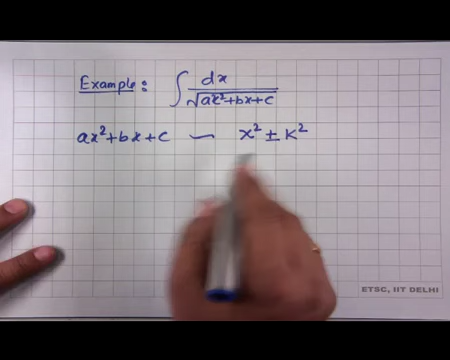 Example: ∫ dx / √(ax²+bx+c)
ax²+bx+c — x² ± k²
ETSC, IIT DELHI